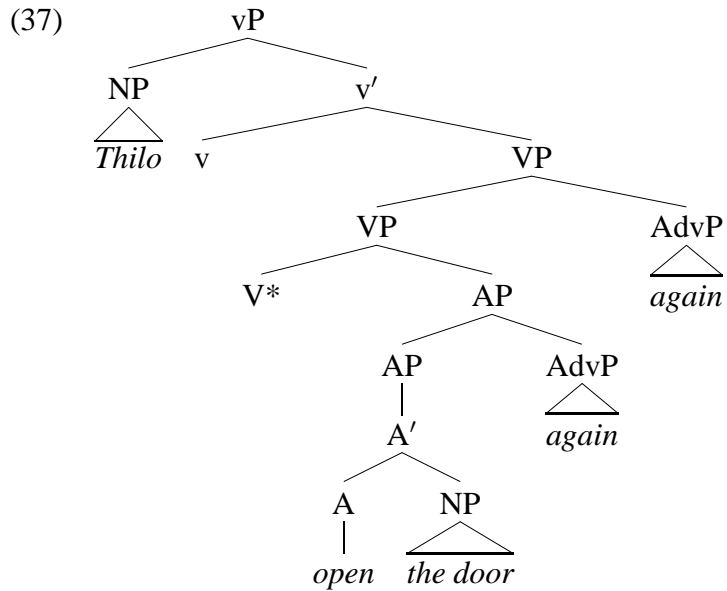 (37) vP
NP v′
Thilo v VP
VP AdvP
V* AP again
AP AdvP
A′ again
A NP
open the door